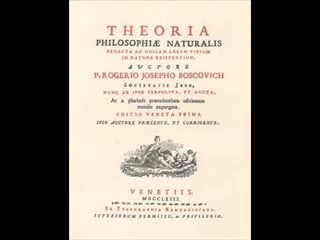 THEORIA
PHILOSOPHIÆ NATURALIS
REDACTA AD UNICAM LEGEM VIRIUM
IN NATURA EXISTENTIUM,
AUCTORE
P. ROGERIO JOSEPHO BOSCOVICH
SOCIETATIS JESU,
NUNC AB IPSO PERPOLITA, ET AUCTA,
Ac a plurimis præcedentium editionum
mendis expurgata.
EDITIO VENETA PRIMA
IPSO AUCTORE PRÆSENTE, ET CORRIGENTE.
VENETIIS,
MDCCLXIII.
EX TYPOGRAPHIA REMONDINIANA.
SUPERIORUM PERMISSU, ac PRIVILEGIO.